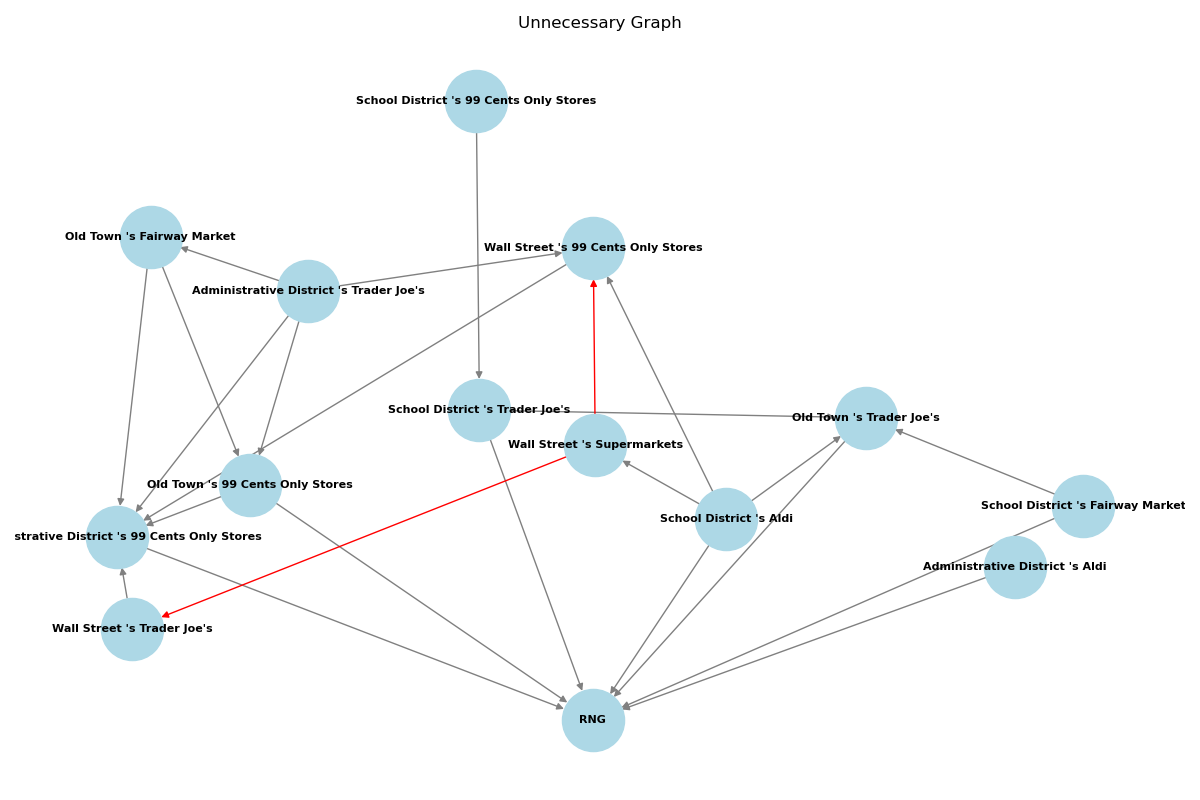 Unnecessary Graph
School District 's 99 Cents Only Stores
Old Town 's Fairway Market
Wall Street 's 99 Cents Only Stores
Administrative District 's Trader Joe's
School District 's Trader Joe's
Old Town 's Trader Joe's
Wall Street 's Supermarkets
Old Town 's 99 Cents Only Stores
School District 's Fairway Market
School District 's Aldi
strative District 's 99 Cents Only Stores
Administrative District 's Aldi
Wall Street 's Trader Joe's
RNG